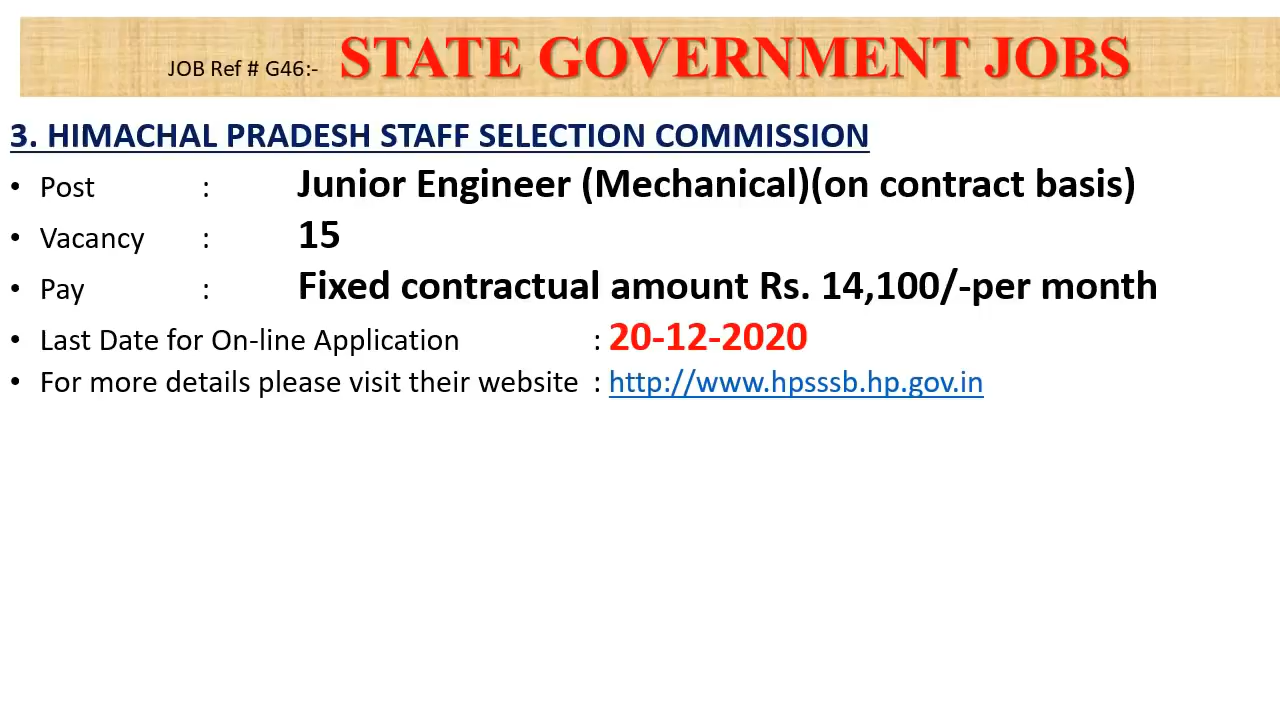 JOB Ref # G46:- STATE GOVERNMENT JOBS
3. HIMACHAL PRADESH STAFF SELECTION COMMISSION
• Post : Junior Engineer (Mechanical)(on contract basis)
• Vacancy : 15
• Pay : Fixed contractual amount Rs. 14,100/-per month
• Last Date for On-line Application : 20-12-2020
• For more details please visit their website : http://www.hpsssb.hp.gov.in